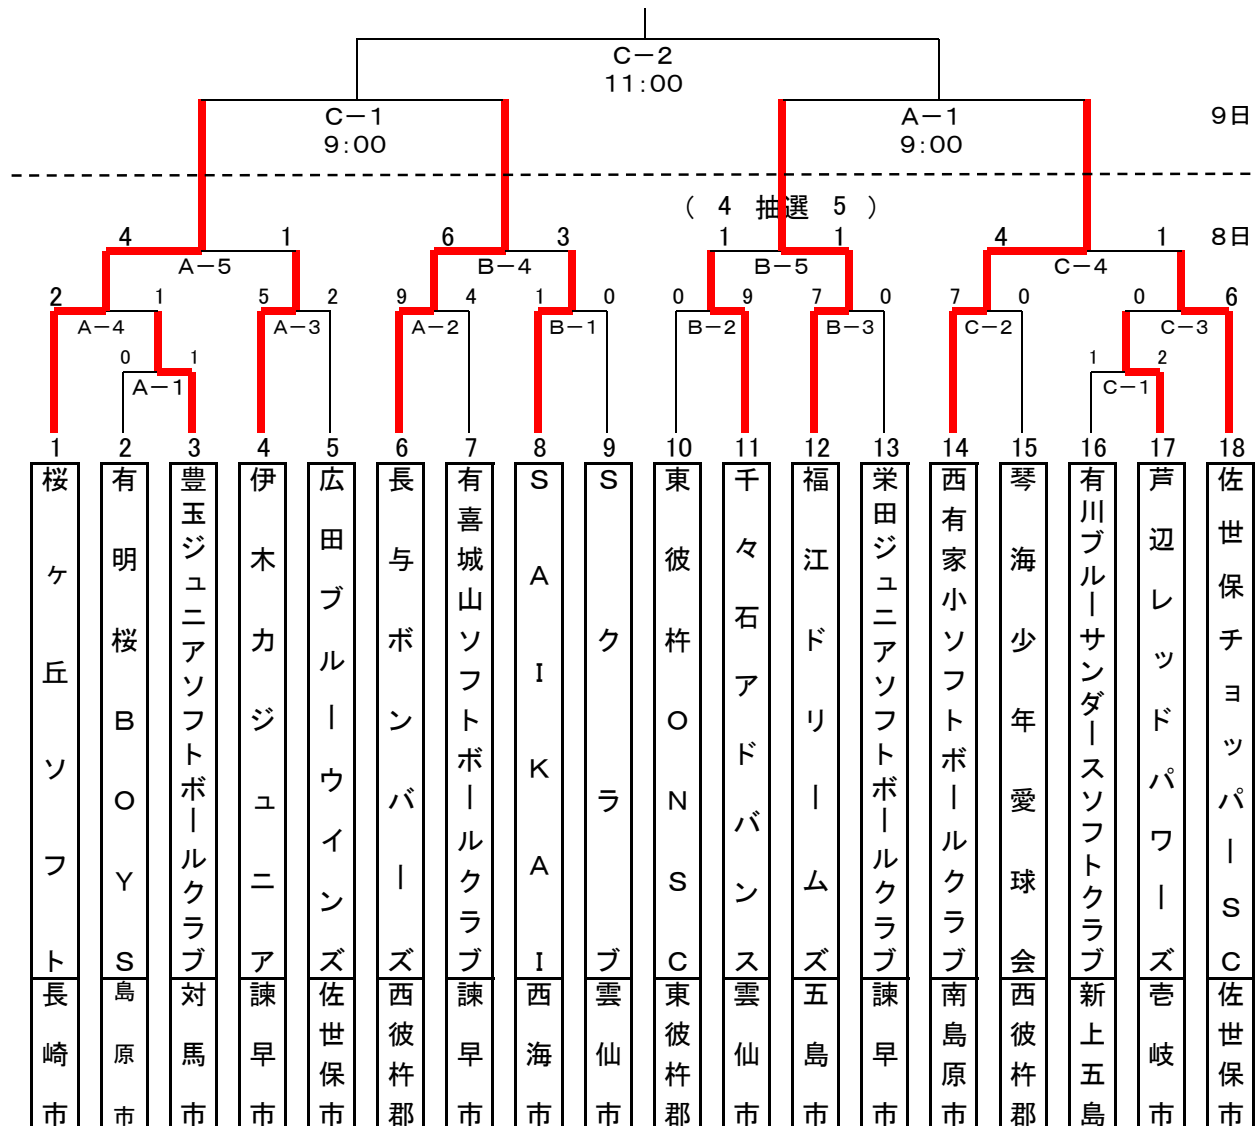 C－2
11:00
C－1
A－1
9日
9:00
9:00
（ 4 抽選 5 ）
4 1 6 3 1 1 4 1 8日
A－5 B－4 B－5 C－4
2 1 5 2 9 4 1 0 0 9 7 0 7 0 0 6
A－4 A－3 A－2 B－1 B－2 B－3 C－2 C－3
0 1 1 2
A－1 C－1
1 2 3 4 5 6 7 8 9 10 11 12 13 14 15 16 17 18
桜ヶ丘ソフト
有明桜BOYS
豊玉ジュニアソフトボールクラブ
伊木力ジュニア
広田ブルーウインズ
長与ボンバーズ
有喜城山ソフトボールクラブ
SAIKAI
Sクラブ
東彼杵ONSC
千々石アドバンス
福江ドリームズ
栄田ジュニアソフトボールクラブ
西有家小ソフトボールクラブ
琴海少年愛球会
有川ブルーサンダースソフトクラブ
芦辺レッドパワーズ
佐世保チョッパーSC
長崎市
島原市
対馬市
諫早市
佐世保市
西彼杵郡
諫早市
西海市
雲仙市
東彼杵郡
雲仙市
五島市
諫早市
南島原市
西彼杵郡
新上五島
壱岐市
佐世保市